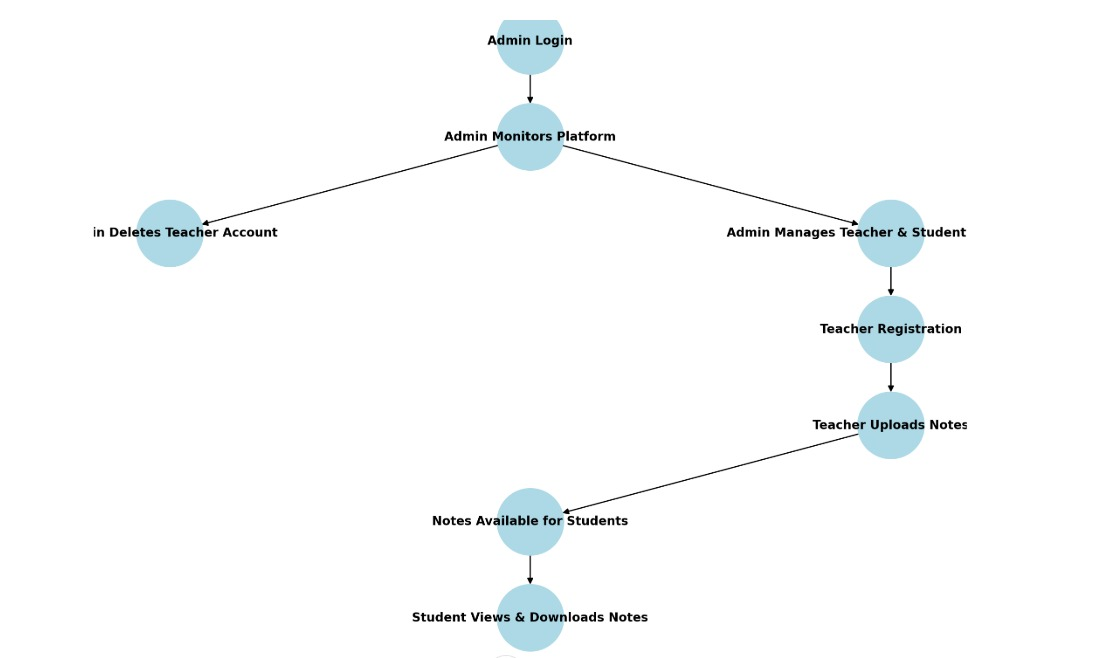 Admin Login
Admin Monitors Platform
in Deletes Teacher Account
Admin Manages Teacher & Student
Teacher Registration
Teacher Uploads Notes
Notes Available for Students
Student Views & Downloads Notes